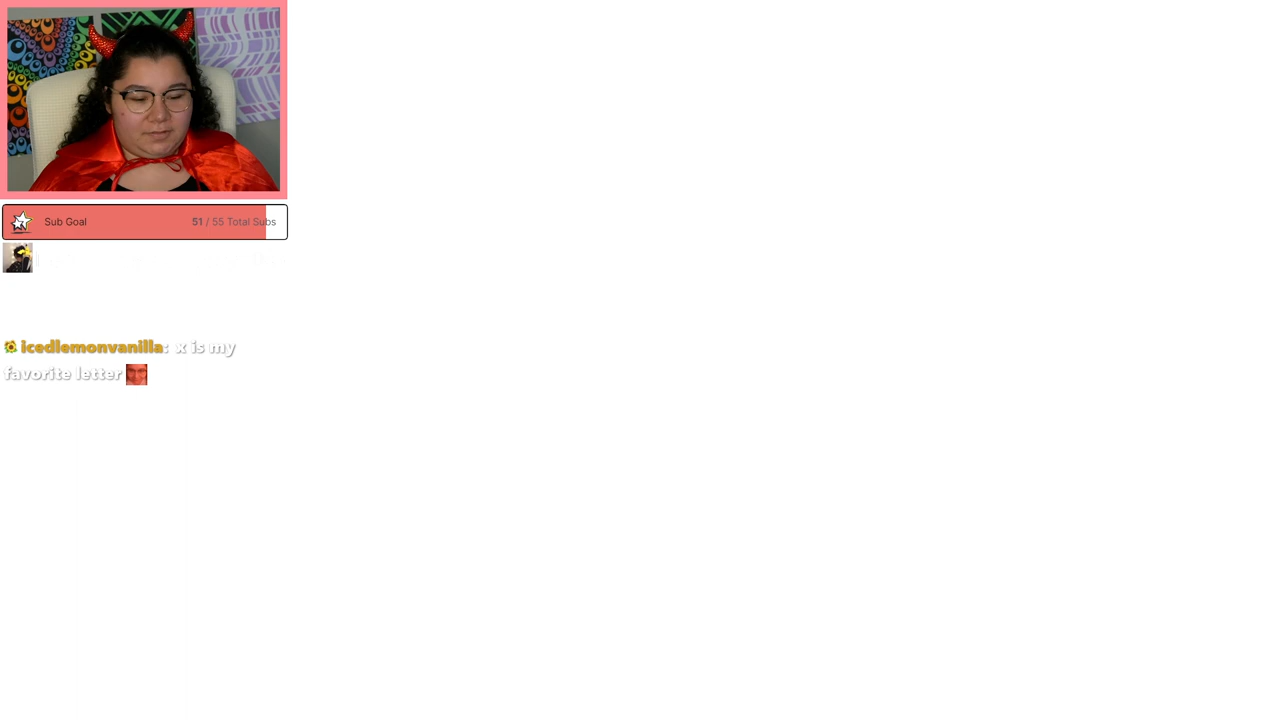 Sub Goal 51 / 55 Total Subs
icedlemonvanilla: x is my
favorite letter